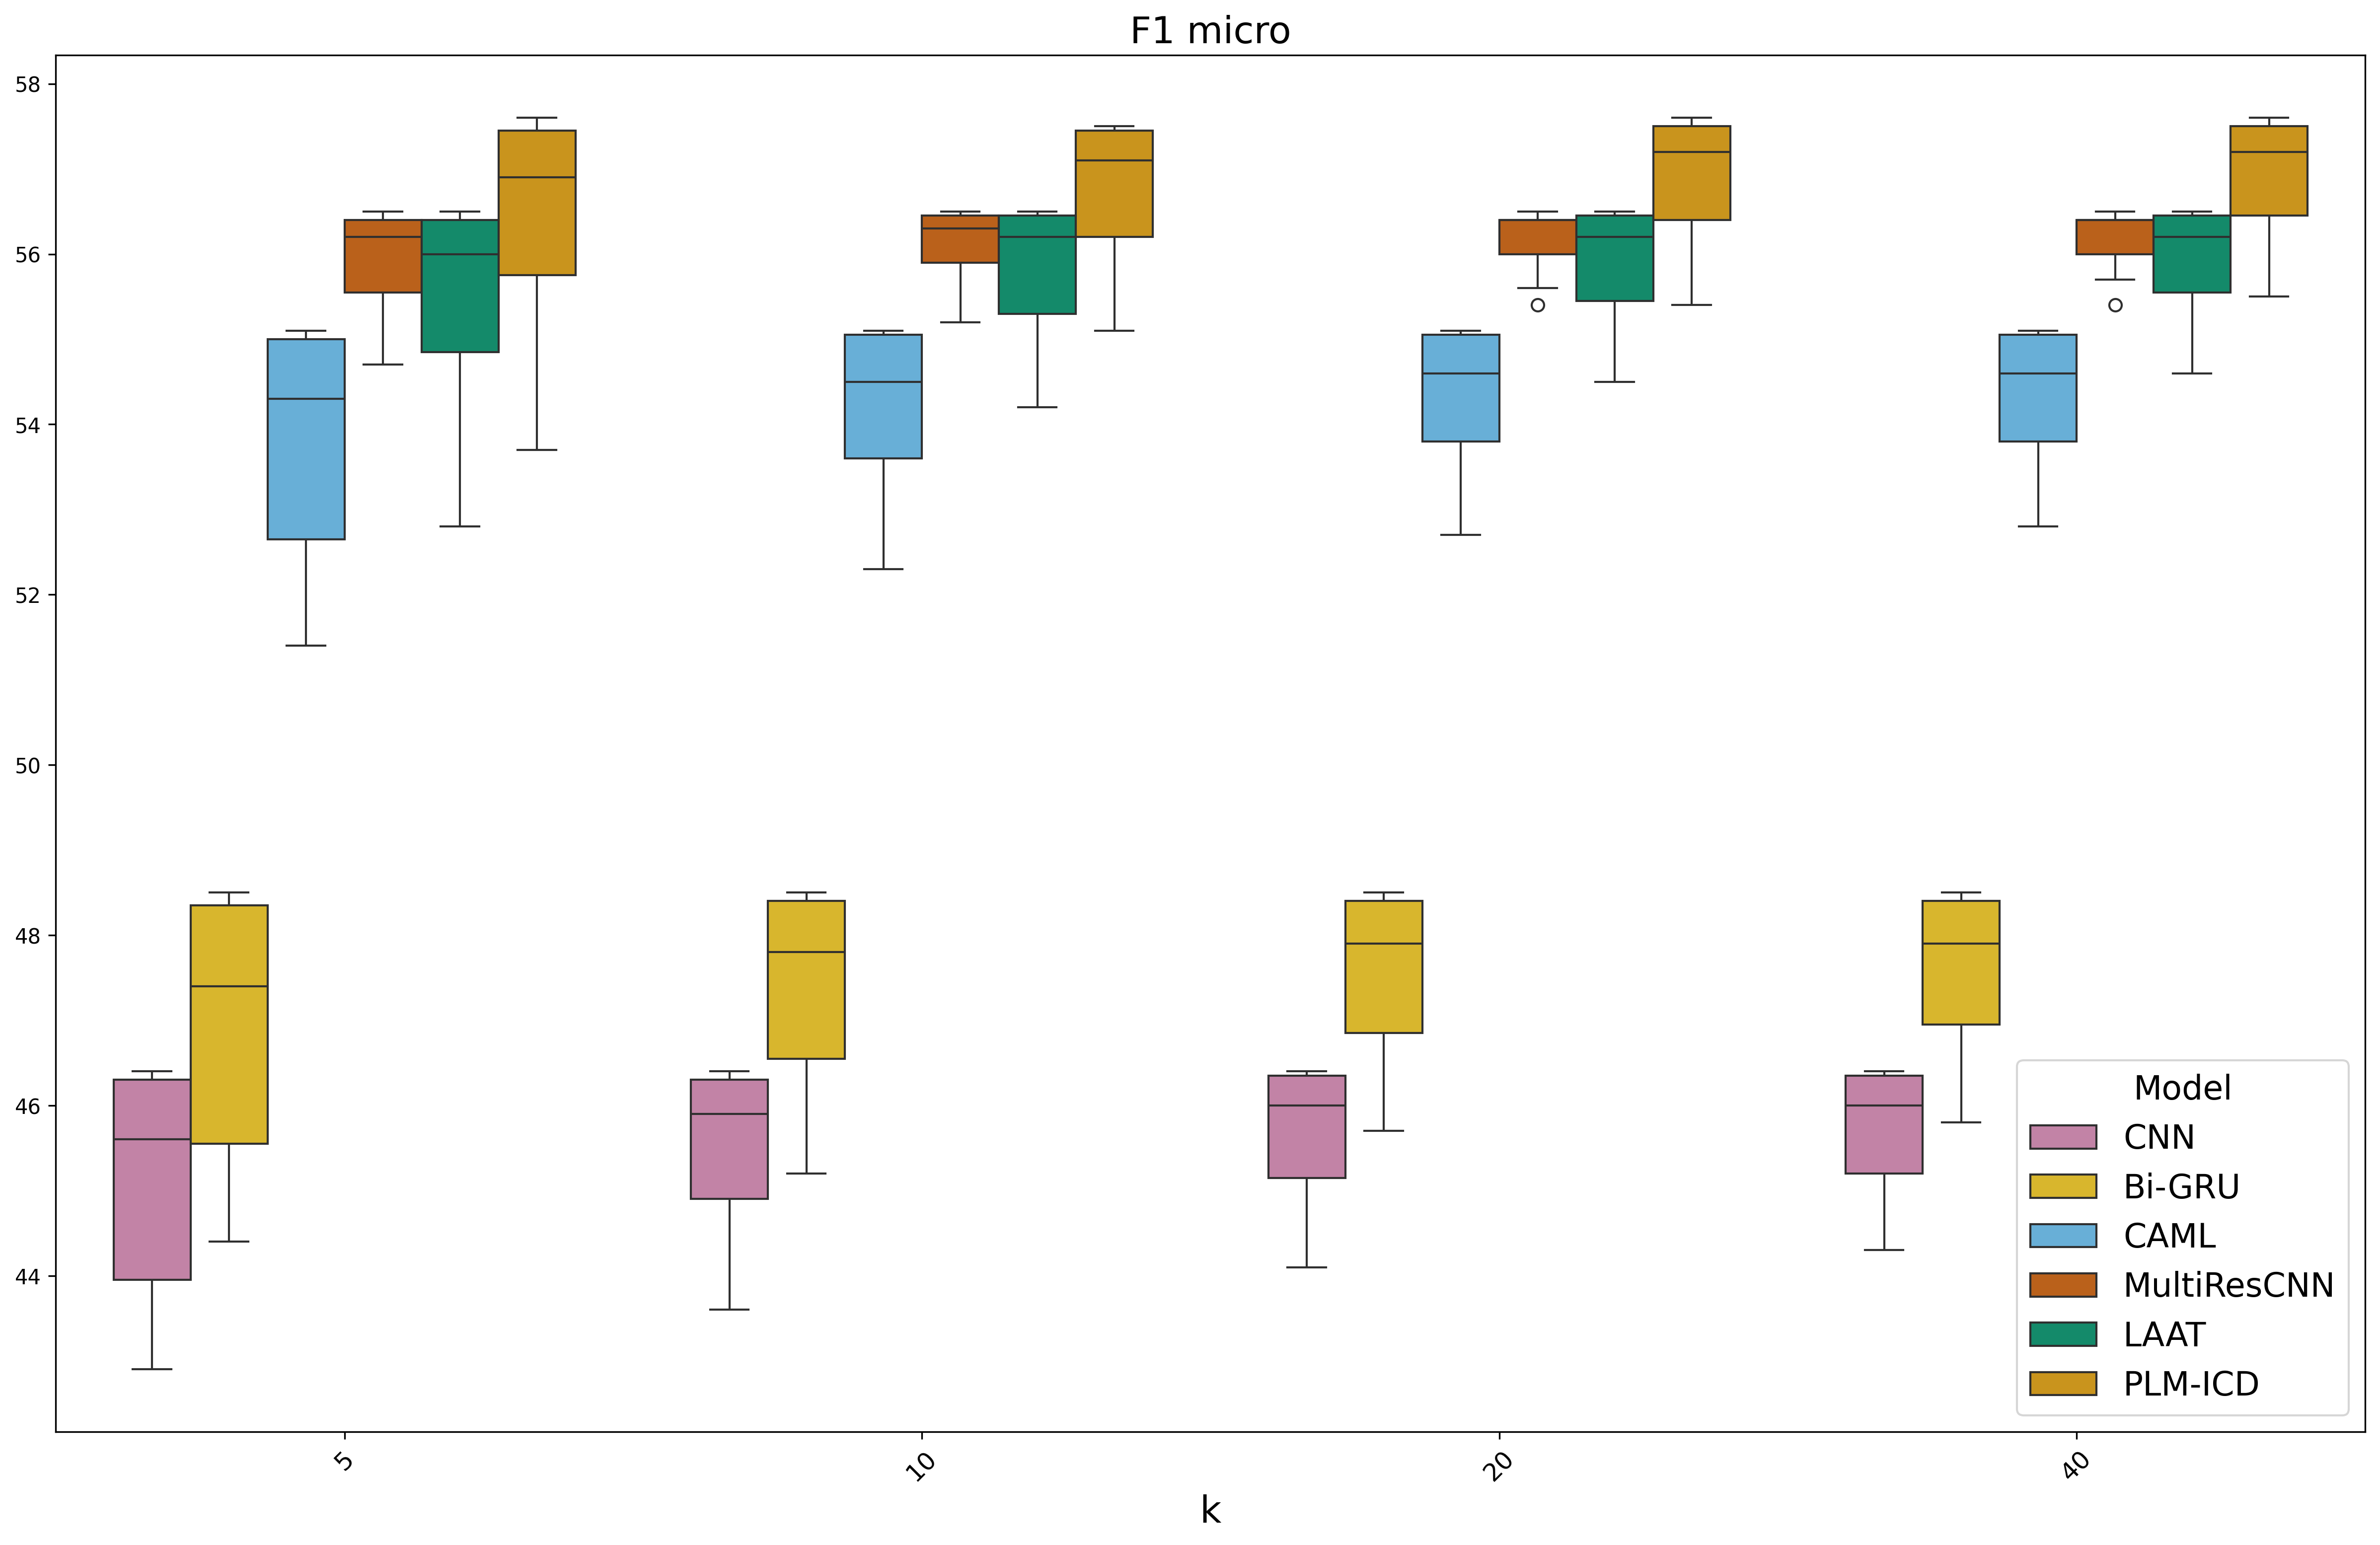 F1 micro
58
56
54
52
50
48
46
44
5
10
20
40
k
Model
CNN
Bi-GRU
CAML
MultiResCNN
LAAT
PLM-ICD